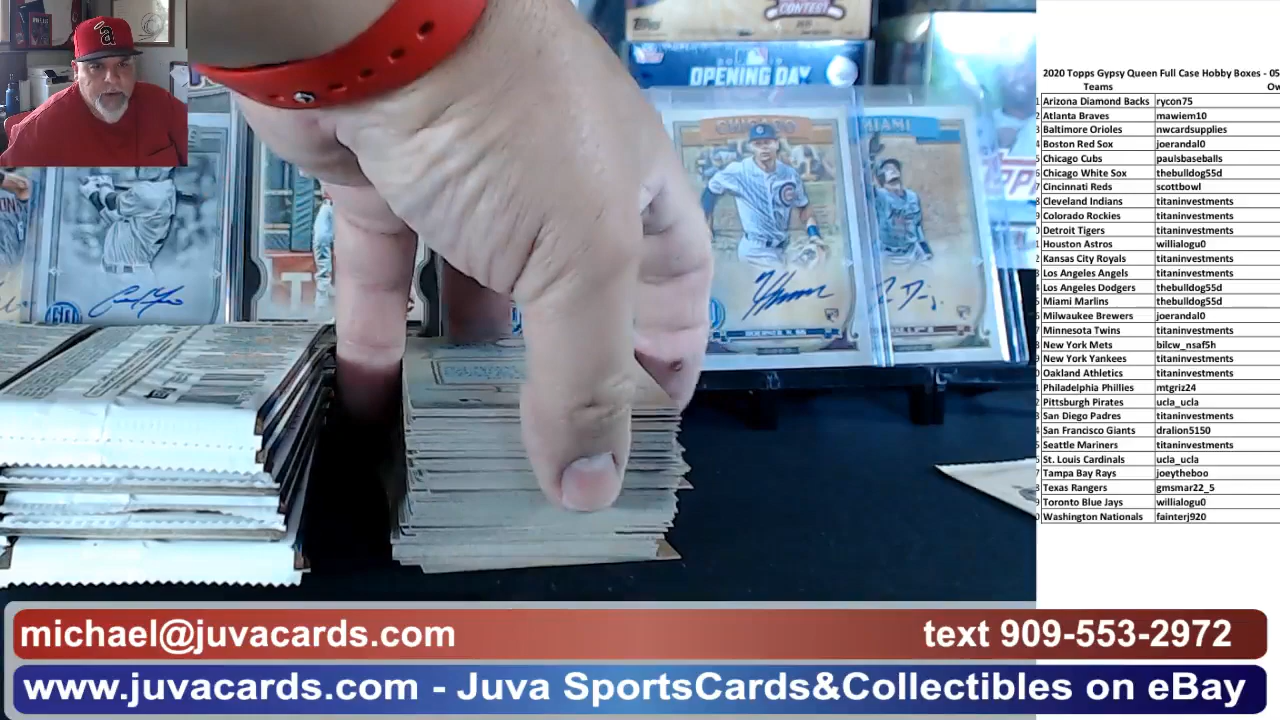 CONTEST
Topps
OPENING DAY
CHICAGO
MIAMI
2020 Topps Gypsy Queen Full Case Hobby Boxes - 05
Teams Ow
Arizona Diamond Backs rycon75
Atlanta Braves mawiem10
Baltimore Orioles nwcardsupplies
Boston Red Sox joerandal0
Chicago Cubs paulsbaseballs
Chicago White Sox thebulldog55d
Cincinnati Reds scottbowl
Cleveland Indians titaninvestments
Colorado Rockies titaninvestments
Detroit Tigers titaninvestments
Houston Astros willialogu0
Kansas City Royals titaninvestments
Los Angeles Angels titaninvestments
Los Angeles Dodgers thebulldog55d
Miami Marlins thebulldog55d
Milwaukee Brewers joerandal0
Minnesota Twins titaninvestments
New York Mets bilcw_nsaf5h
New York Yankees titaninvestments
Oakland Athletics titaninvestments
Philadelphia Phillies mtgriz24
Pittsburgh Pirates ucla_ucla
San Diego Padres titaninvestments
San Francisco Giants dralion5150
Seattle Mariners titaninvestments
St. Louis Cardinals ucla_ucla
Tampa Bay Rays joeytheboo
Texas Rangers gmsmar22_5
Toronto Blue Jays willialogu0
Washington Nationals fainterj920
michael@juvacards.com text 909-553-2972
www.juvacards.com - Juva SportsCards&Collectibles on eBay